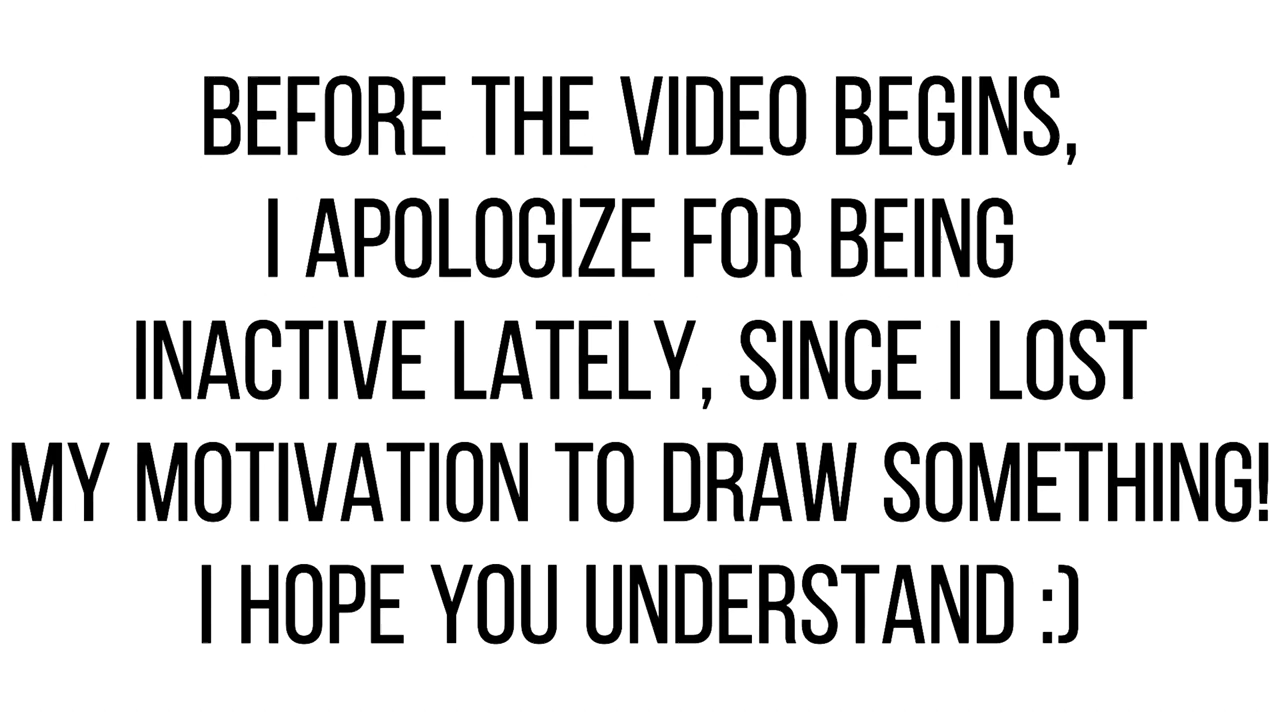 BEFORE THE VIDEO BEGINS,
I APOLOGIZE FOR BEING
INACTIVE LATELY, SINCE I LOST
MY MOTIVATION TO DRAW SOMETHING!
I HOPE YOU UNDERSTAND :)